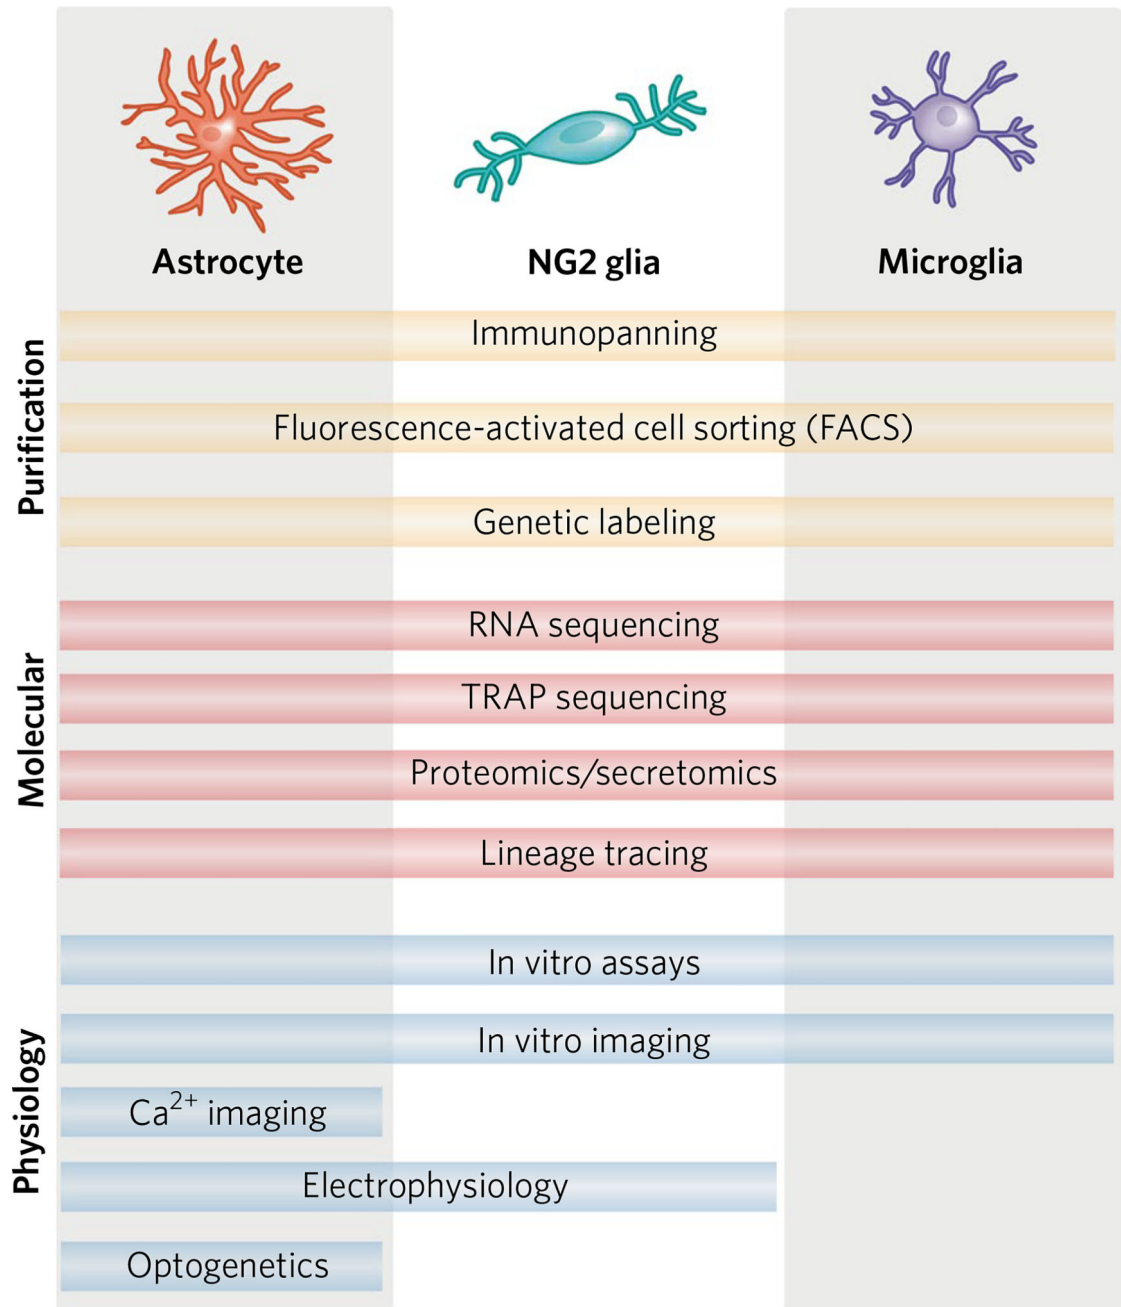 Astrocyte
NG2 glia
Microglia
Purification
Immunopanning
Fluorescence-activated cell sorting (FACS)
Genetic labeling
Molecular
RNA sequencing
TRAP sequencing
Proteomics/secretomics
Lineage tracing
Physiology
In vitro assays
In vitro imaging
Ca²⁺ imaging
Electrophysiology
Optogenetics